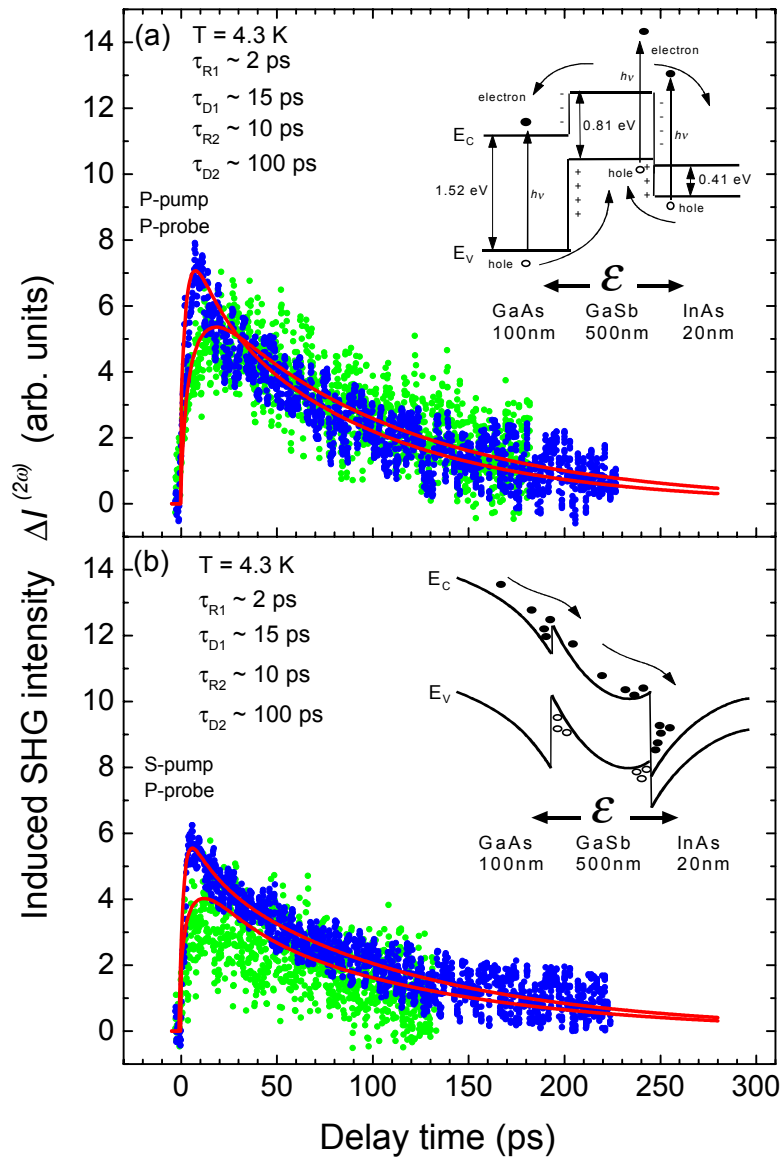 (a)
T = 4.3 K
τR1 ~ 2 ps
τD1 ~ 15 ps
τR2 ~ 10 ps
τD2 ~ 100 ps
P-pump
P-probe
electron
electron
hν
hν
hν
EC
0.81 eV
1.52 eV
0.41 eV
hole
hole
hole
EV
- - -
- - - -
+ + + +
+ +
ℰ
GaAs GaSb InAs
100nm 500nm 20nm
14
12
10
8
6
4
2
0
(b)
T = 4.3 K
τR1 ~ 2 ps
τD1 ~ 15 ps
τR2 ~ 10 ps
τD2 ~ 100 ps
S-pump
P-probe
EC
EV
ℰ
GaAs GaSb InAs
100nm 500nm 20nm
14
12
10
8
6
4
2
0
0 50 100 150 200 250 300
Delay time (ps)
Induced SHG intensity ΔI(2ω) (arb. units)